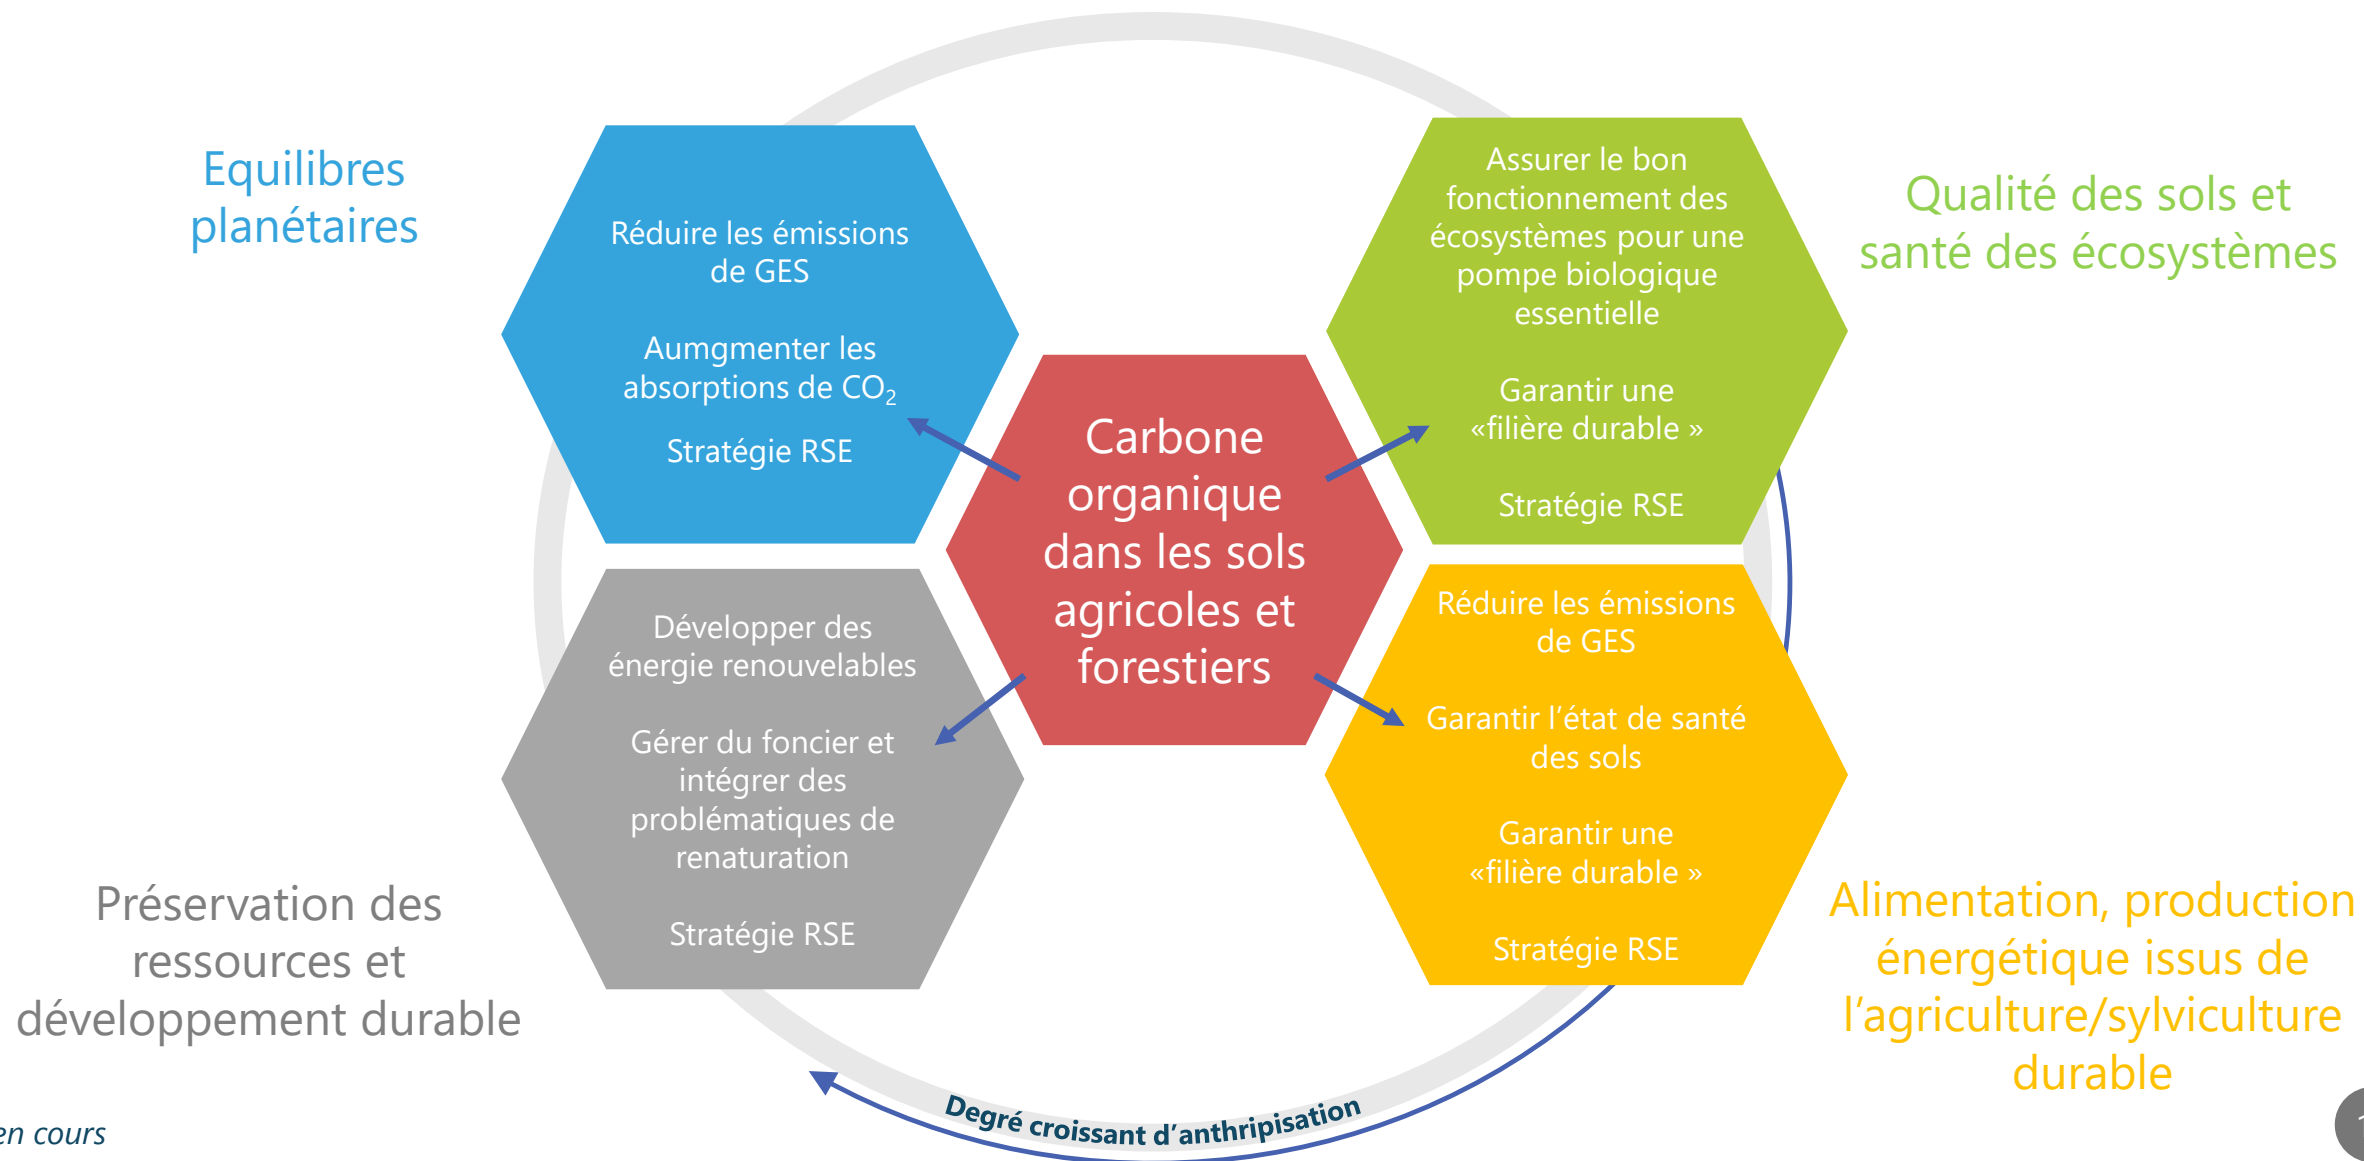 Equilibres
planétaires
Réduire les émissions
de GES
Aumgmenter les
absorptions de CO₂
Stratégie RSE
Assurer le bon
fonctionnement des
écosystèmes pour une
pompe biologique
essentielle
Garantir une
«filière durable »
Stratégie RSE
Qualité des sols et
santé des écosystèmes
Carbone
organique
dans les sols
agricoles et
forestiers
Développer des
énergie renouvelables
Gérer du foncier et
intégrer des
problématiques de
renaturation
Stratégie RSE
Préservation des
ressources et
développement durable
Réduire les émissions
de GES
Garantir l'état de santé
des sols
Garantir une
«filière durable »
Stratégie RSE
Alimentation, production
énergétique issus de
l'agriculture/sylviculture
durable
Degré croissant d'anthripisation
en cours